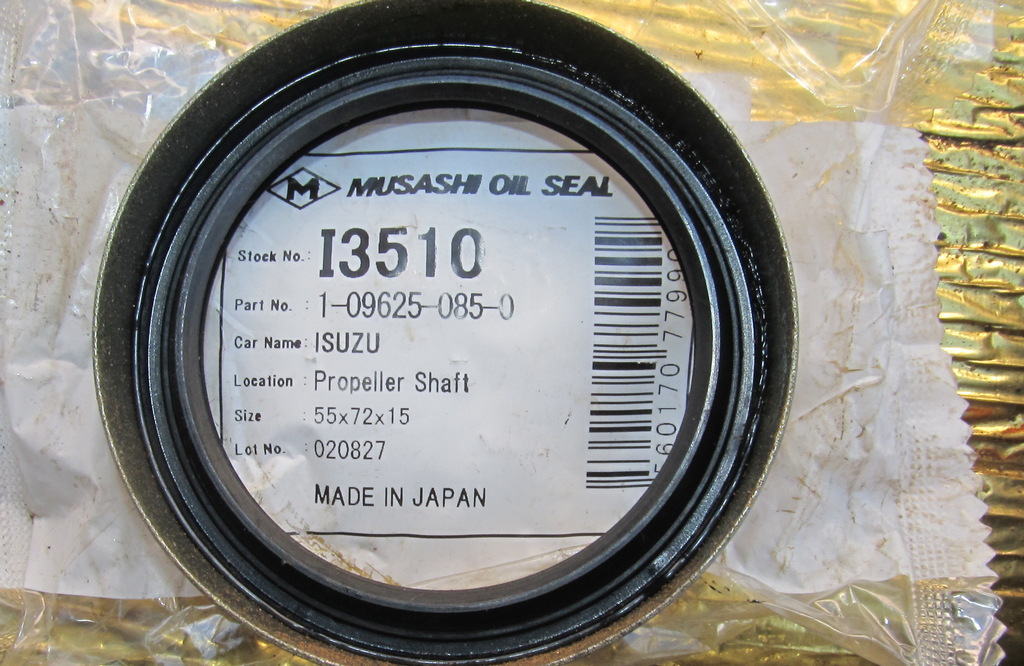 M MUSASHI OIL SEAL
Stock No.: I3510
Part No. : 1-09625-085-0
Car Name: ISUZU
Location : Propeller Shaft
Size : 55x72x15
Lot No. : 020827
MADE IN JAPAN